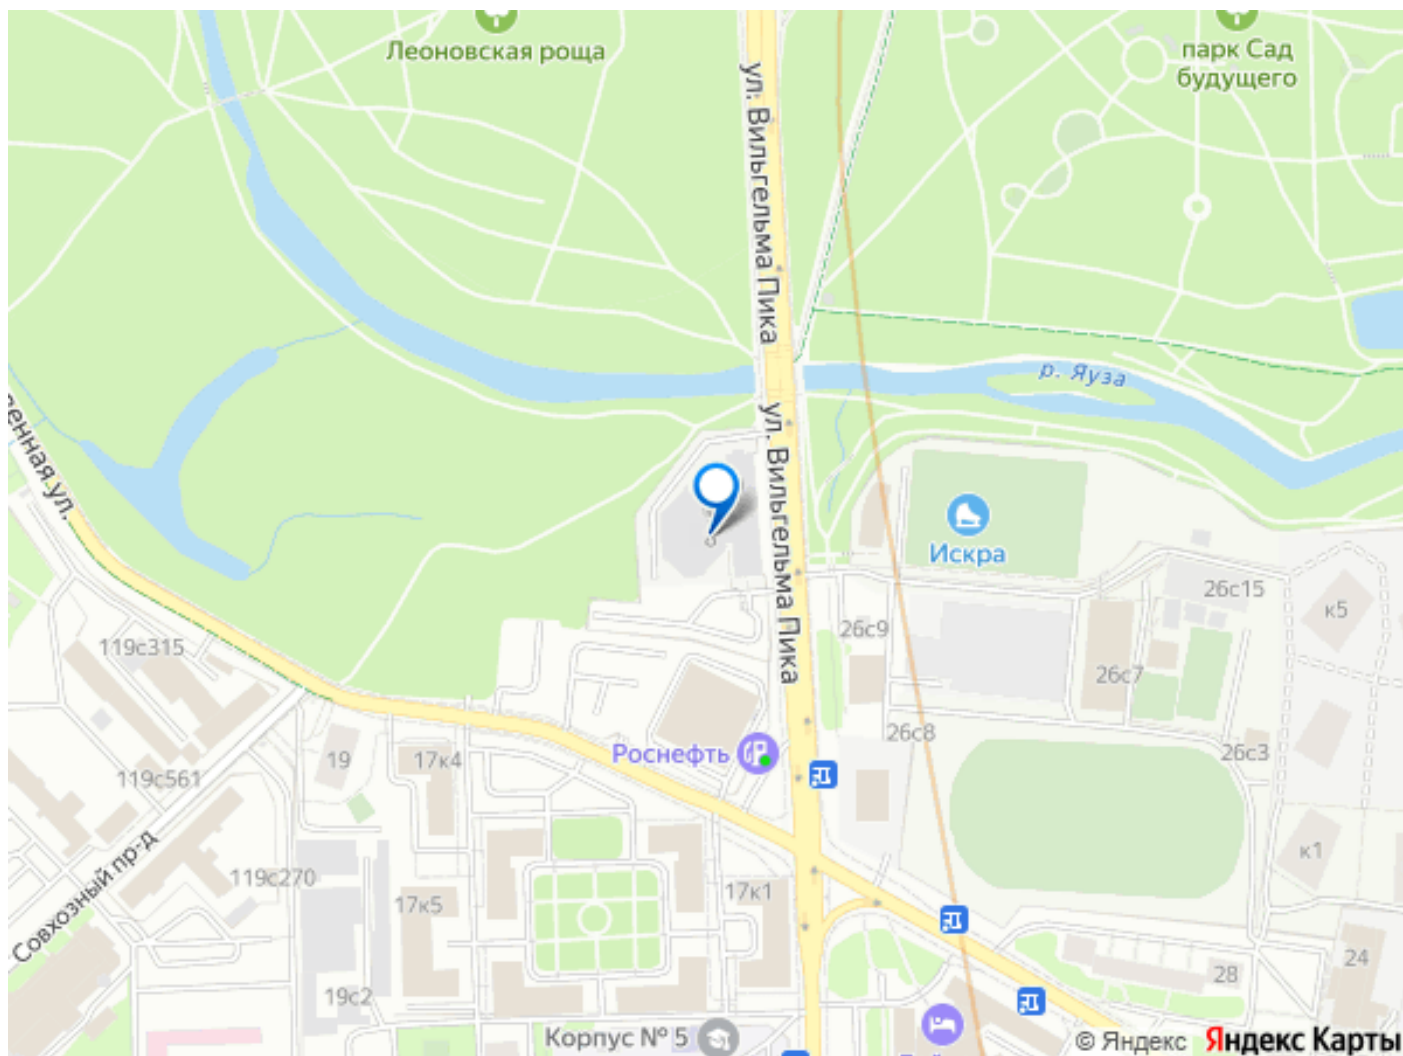 Леоновская роща
парк Сад
будущего
ул. Вильгельма Пика
р. Яуза
ул. Вильгельма Пика
енная ул.
Искра
26с15
к5
26с9
119с315
26с7
26с8
26с3
Роснефть
19
17к4
119с561
к1
Совхозный пр-д
119с270
17к1
17к5
24
28
19с2
Корпус № 5
© Яндекс Яндекс Карты